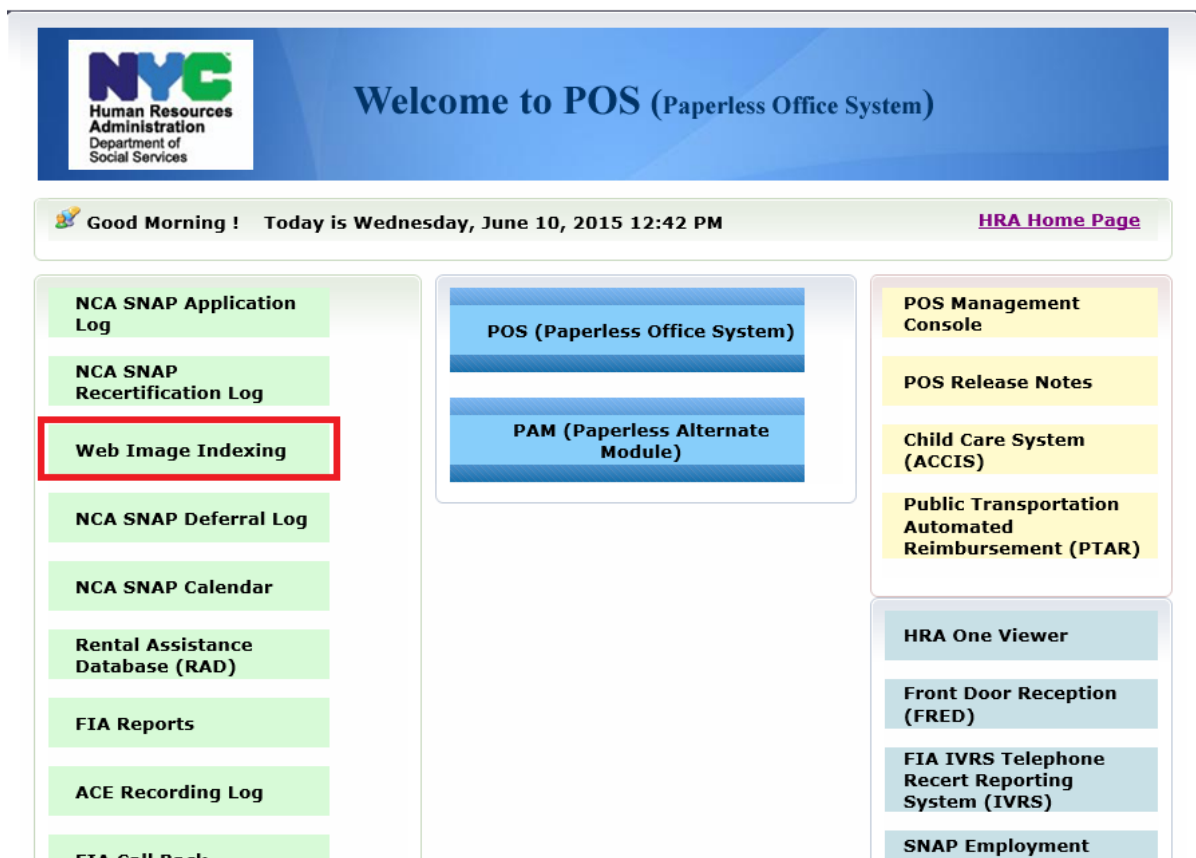 NYC
Human Resources
Administration
Department of
Social Services
Welcome to POS (Paperless Office System)
Good Morning ! Today is Wednesday, June 10, 2015 12:42 PM
HRA Home Page
NCA SNAP Application
Log
NCA SNAP
Recertification Log
Web Image Indexing
NCA SNAP Deferral Log
NCA SNAP Calendar
Rental Assistance
Database (RAD)
FIA Reports
ACE Recording Log
FIA Call Back
POS (Paperless Office System)
PAM (Paperless Alternate
Module)
POS Management
Console
POS Release Notes
Child Care System
(ACCIS)
Public Transportation
Automated
Reimbursement (PTAR)
HRA One Viewer
Front Door Reception
(FRED)
FIA IVRS Telephone
Recert Reporting
System (IVRS)
SNAP Employment